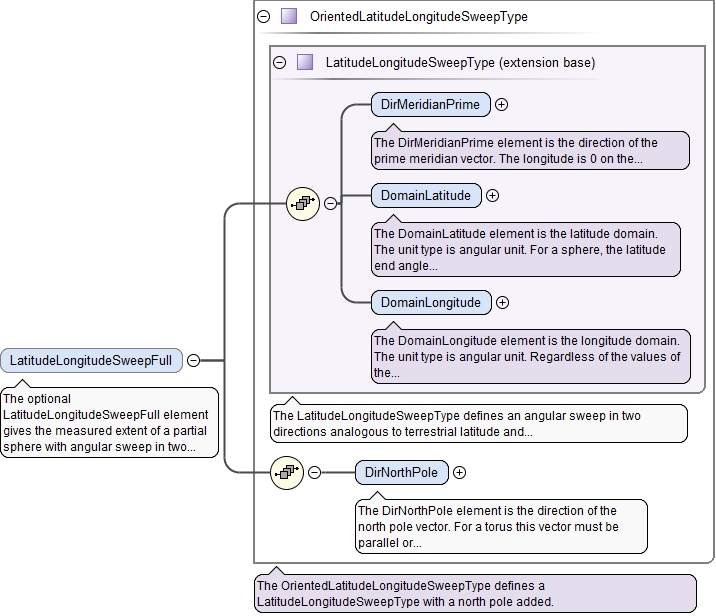 OrientedLatitudeLongitudeSweepType
LatitudeLongitudeSweepType (extension base)
DirMeridianPrime
The DirMeridianPrime element is the direction of the
prime meridian vector. The longitude is 0 on the...
DomainLatitude
The DomainLatitude element is the latitude domain.
The unit type is angular unit. For a sphere, the latitude
end angle...
DomainLongitude
The DomainLongitude element is the longitude domain.
The unit type is angular unit. Regardless of the values of
the...
LatitudeLongitudeSweepFull
The optional
LatitudeLongitudeSweepFull element
gives the measured extent of a partial
sphere with angular sweep in two...
The LatitudeLongitudeSweepType defines an angular sweep in two
directions analogous to terrestrial latitude and...
DirNorthPole
The DirNorthPole element is the direction of the
north pole vector. For a torus this vector must be
parallel or...
The OrientedLatitudeLongitudeSweepType defines a
LatitudeLongitudeSweepType with a north pole added.